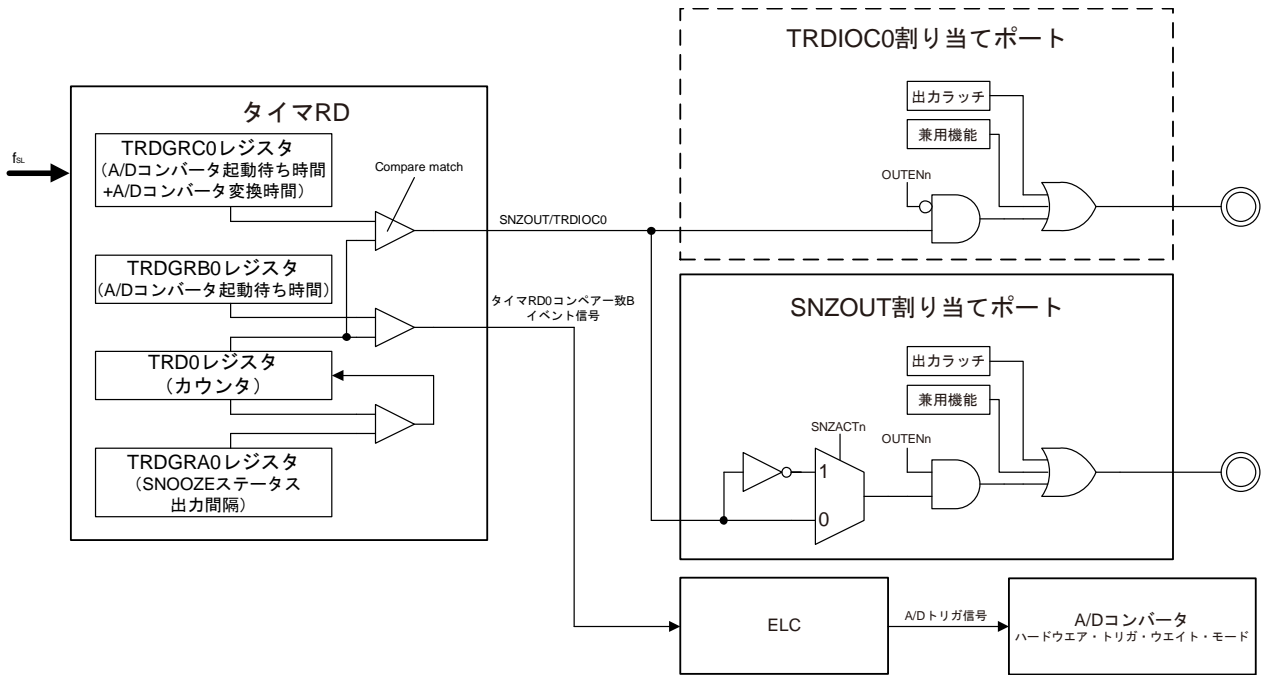 TRDIOC0割り当てポート
出力ラッチ
兼用機能
OUTENn
タイマRD
fSL
TRDGRC0レジスタ
（A/Dコンバータ起動待ち時間
+A/Dコンバータ変換時間）
Compare match
SNZOUT/TRDIOC0
TRDGRB0レジスタ
（A/Dコンバータ起動待ち時間）
タイマRD0コンペア一致B
イベント信号
TRD0レジスタ
（カウンタ）
TRDGRA0レジスタ
（SNOOZEステータス
出力間隔）
SNZOUT割り当てポート
出力ラッチ
兼用機能
SNZACTn
OUTENn
1
0
ELC
A/Dトリガ信号
A/Dコンバータ
ハードウエア・トリガ・ウエイト・モード